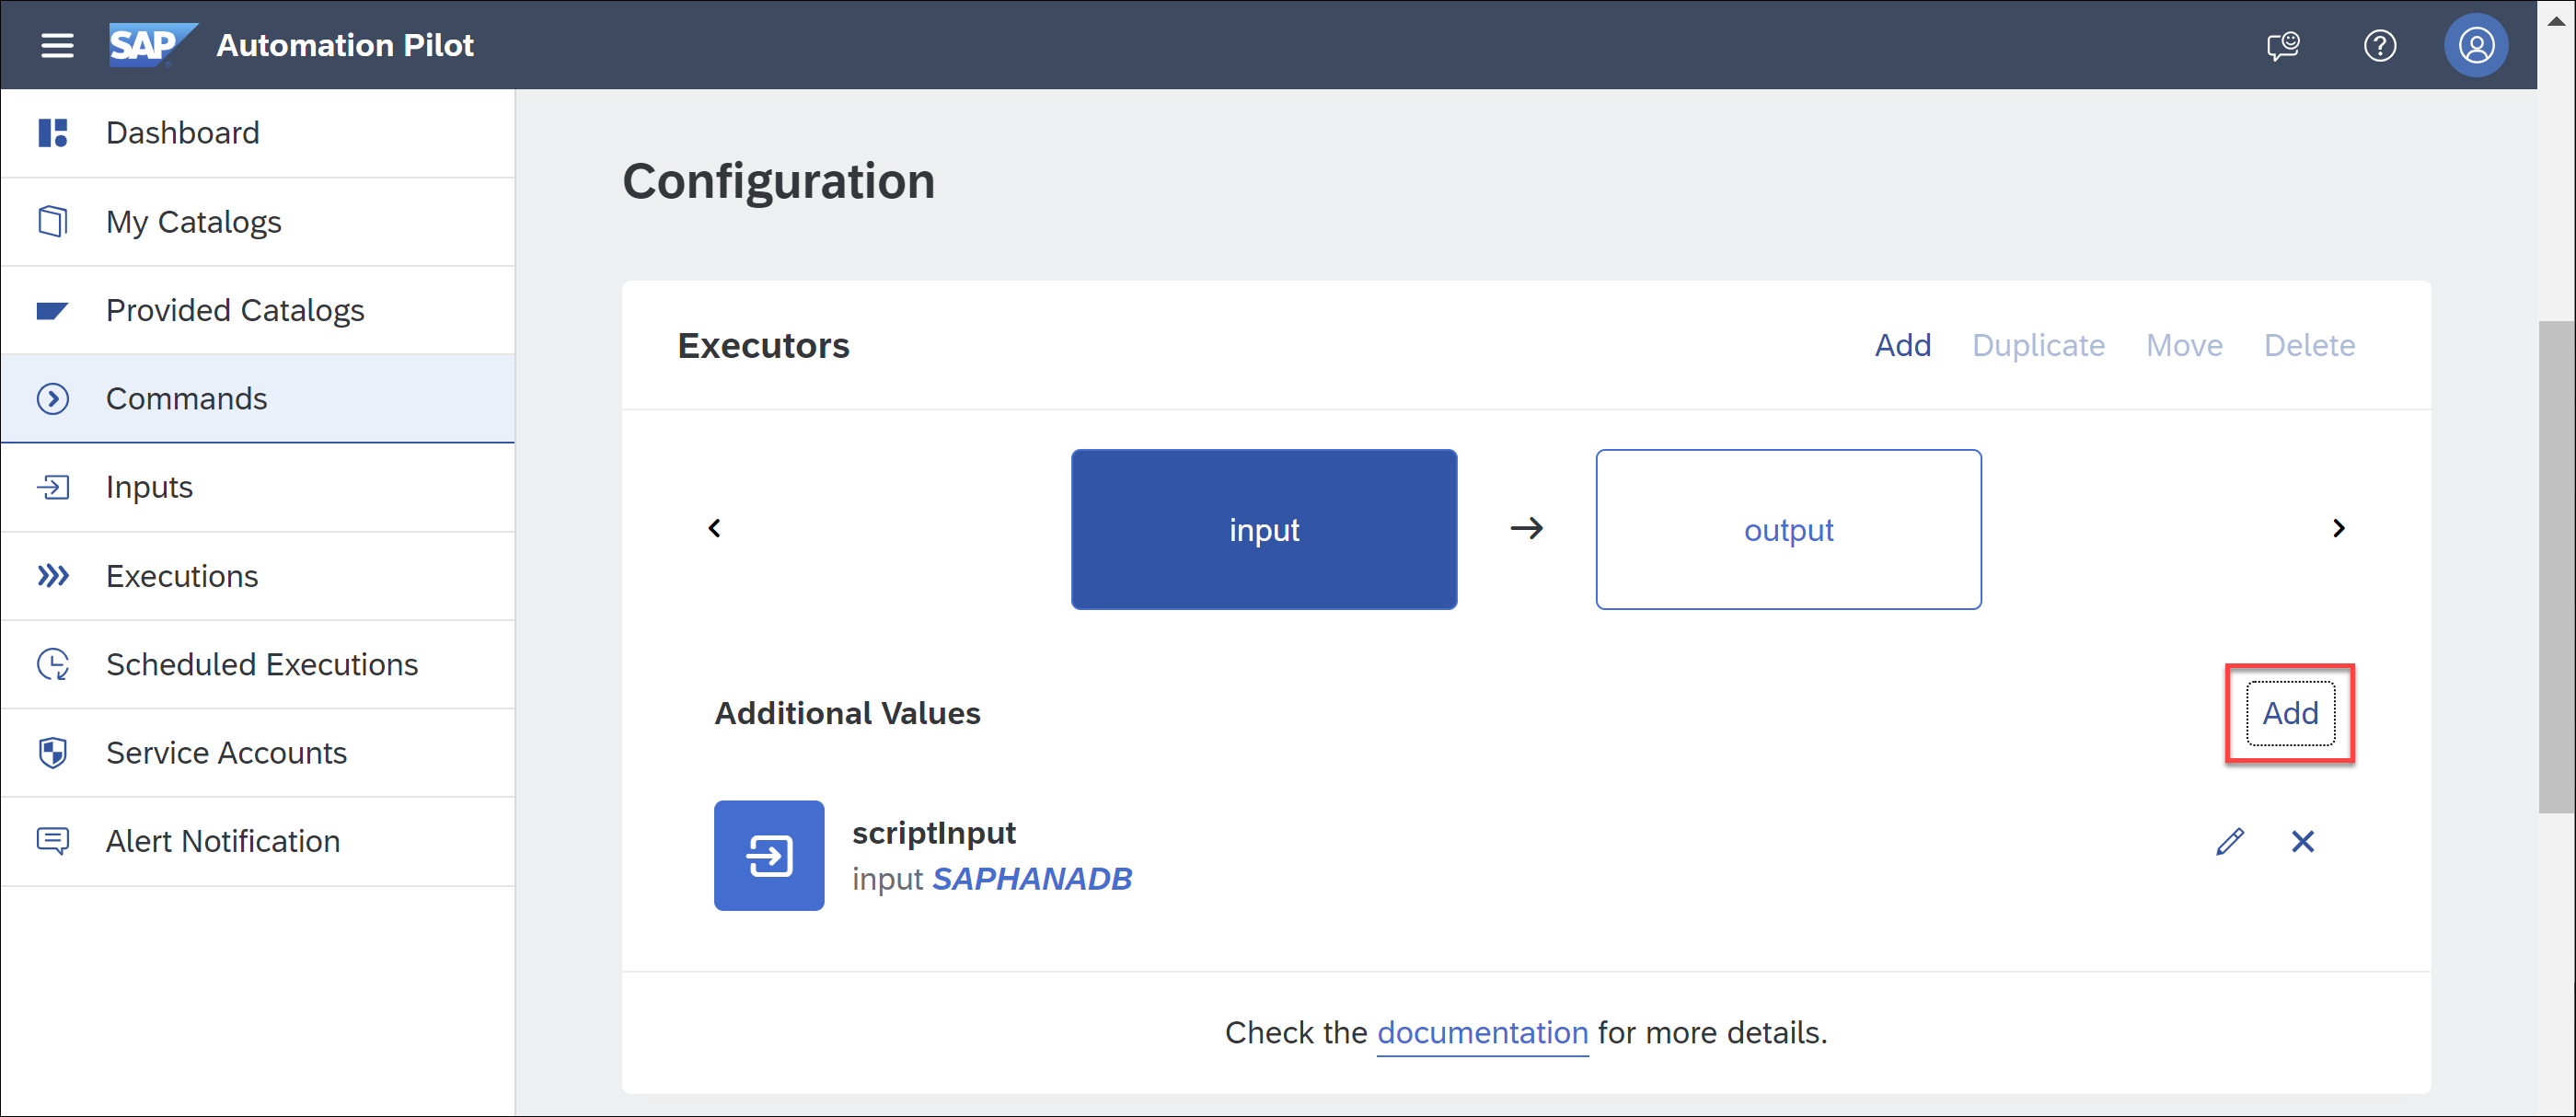 SAP Automation Pilot
Dashboard
My Catalogs
Provided Catalogs
Commands
Inputs
Executions
Scheduled Executions
Service Accounts
Alert Notification
Configuration
Executors
Add Duplicate Move Delete
input
output
Additional Values
Add
scriptInput
input SAPHANADB
Check the documentation for more details.